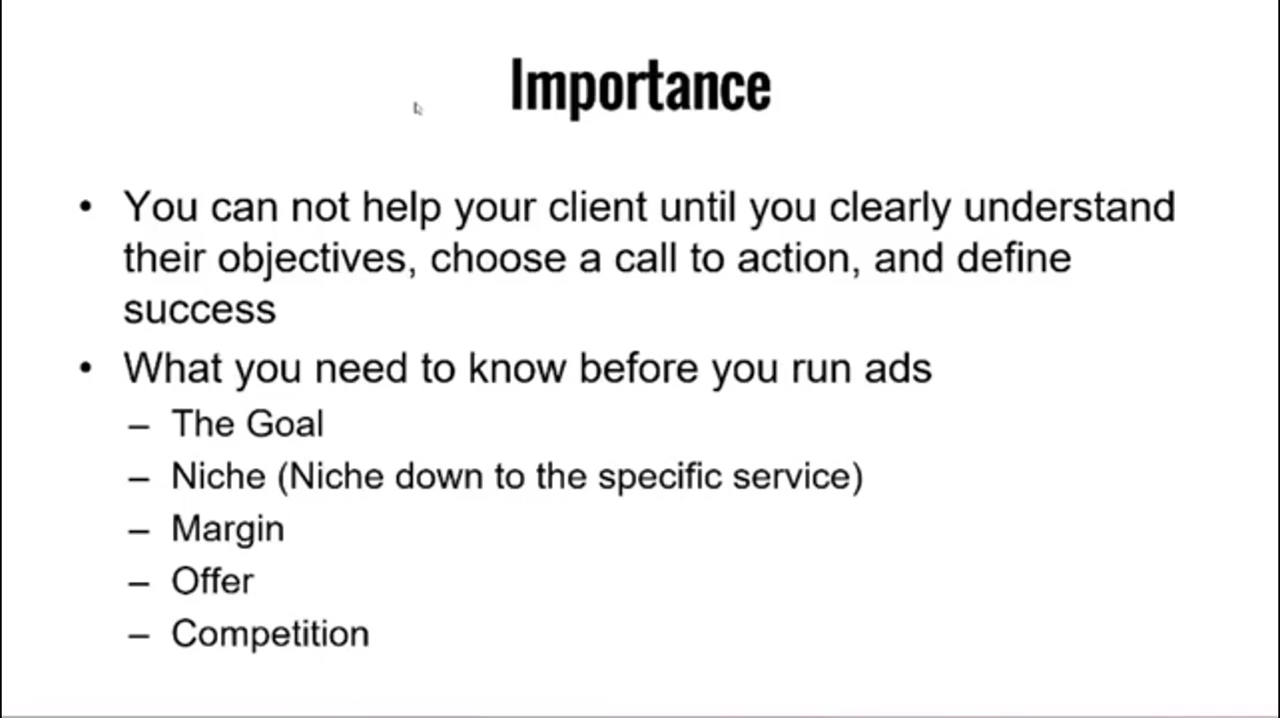 Importance
• You can not help your client until you clearly understand
their objectives, choose a call to action, and define
success
• What you need to know before you run ads
– The Goal
– Niche (Niche down to the specific service)
– Margin
– Offer
– Competition